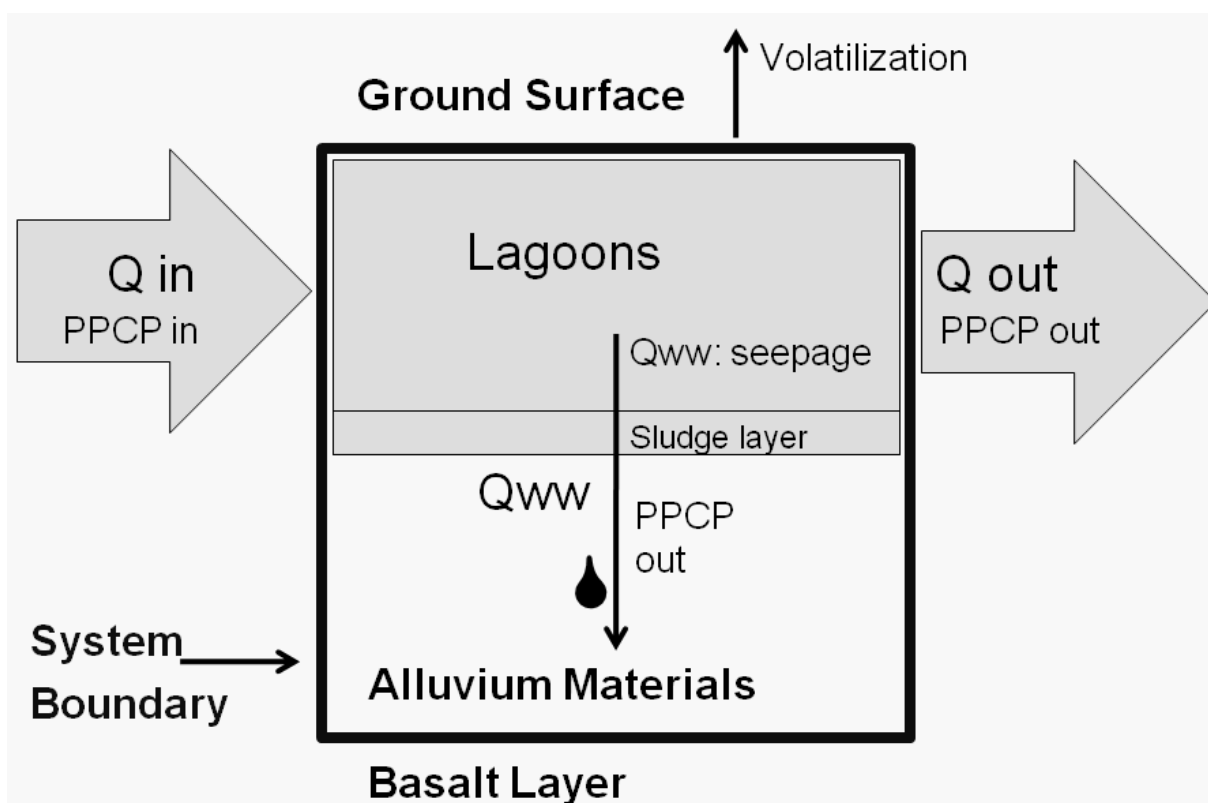 Volatilization
Ground Surface
Lagoons
Q in
PPCP in
Q out
PPCP out
Qww: seepage
Sludge layer
Qww
PPCP
out
System
Boundary
Alluvium Materials
Basalt Layer